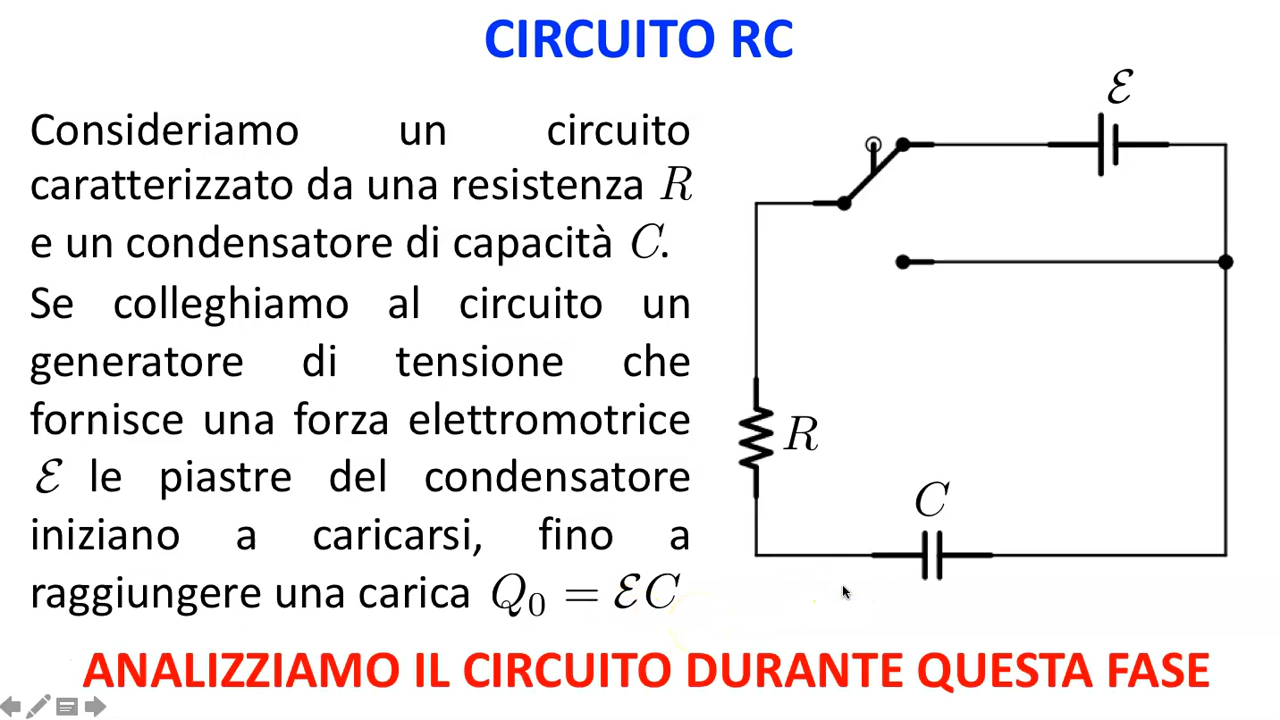 CIRCUITO RC
Consideriamo un circuito
caratterizzato da una resistenza R
e un condensatore di capacità C.
Se colleghiamo al circuito un
generatore di tensione che
fornisce una forza elettromotrice
ℰ le piastre del condensatore
iniziano a caricarsi, fino a
raggiungere una carica Q₀ = ℰC
ℰ
R
C
ANALIZZIAMO IL CIRCUITO DURANTE QUESTA FASE